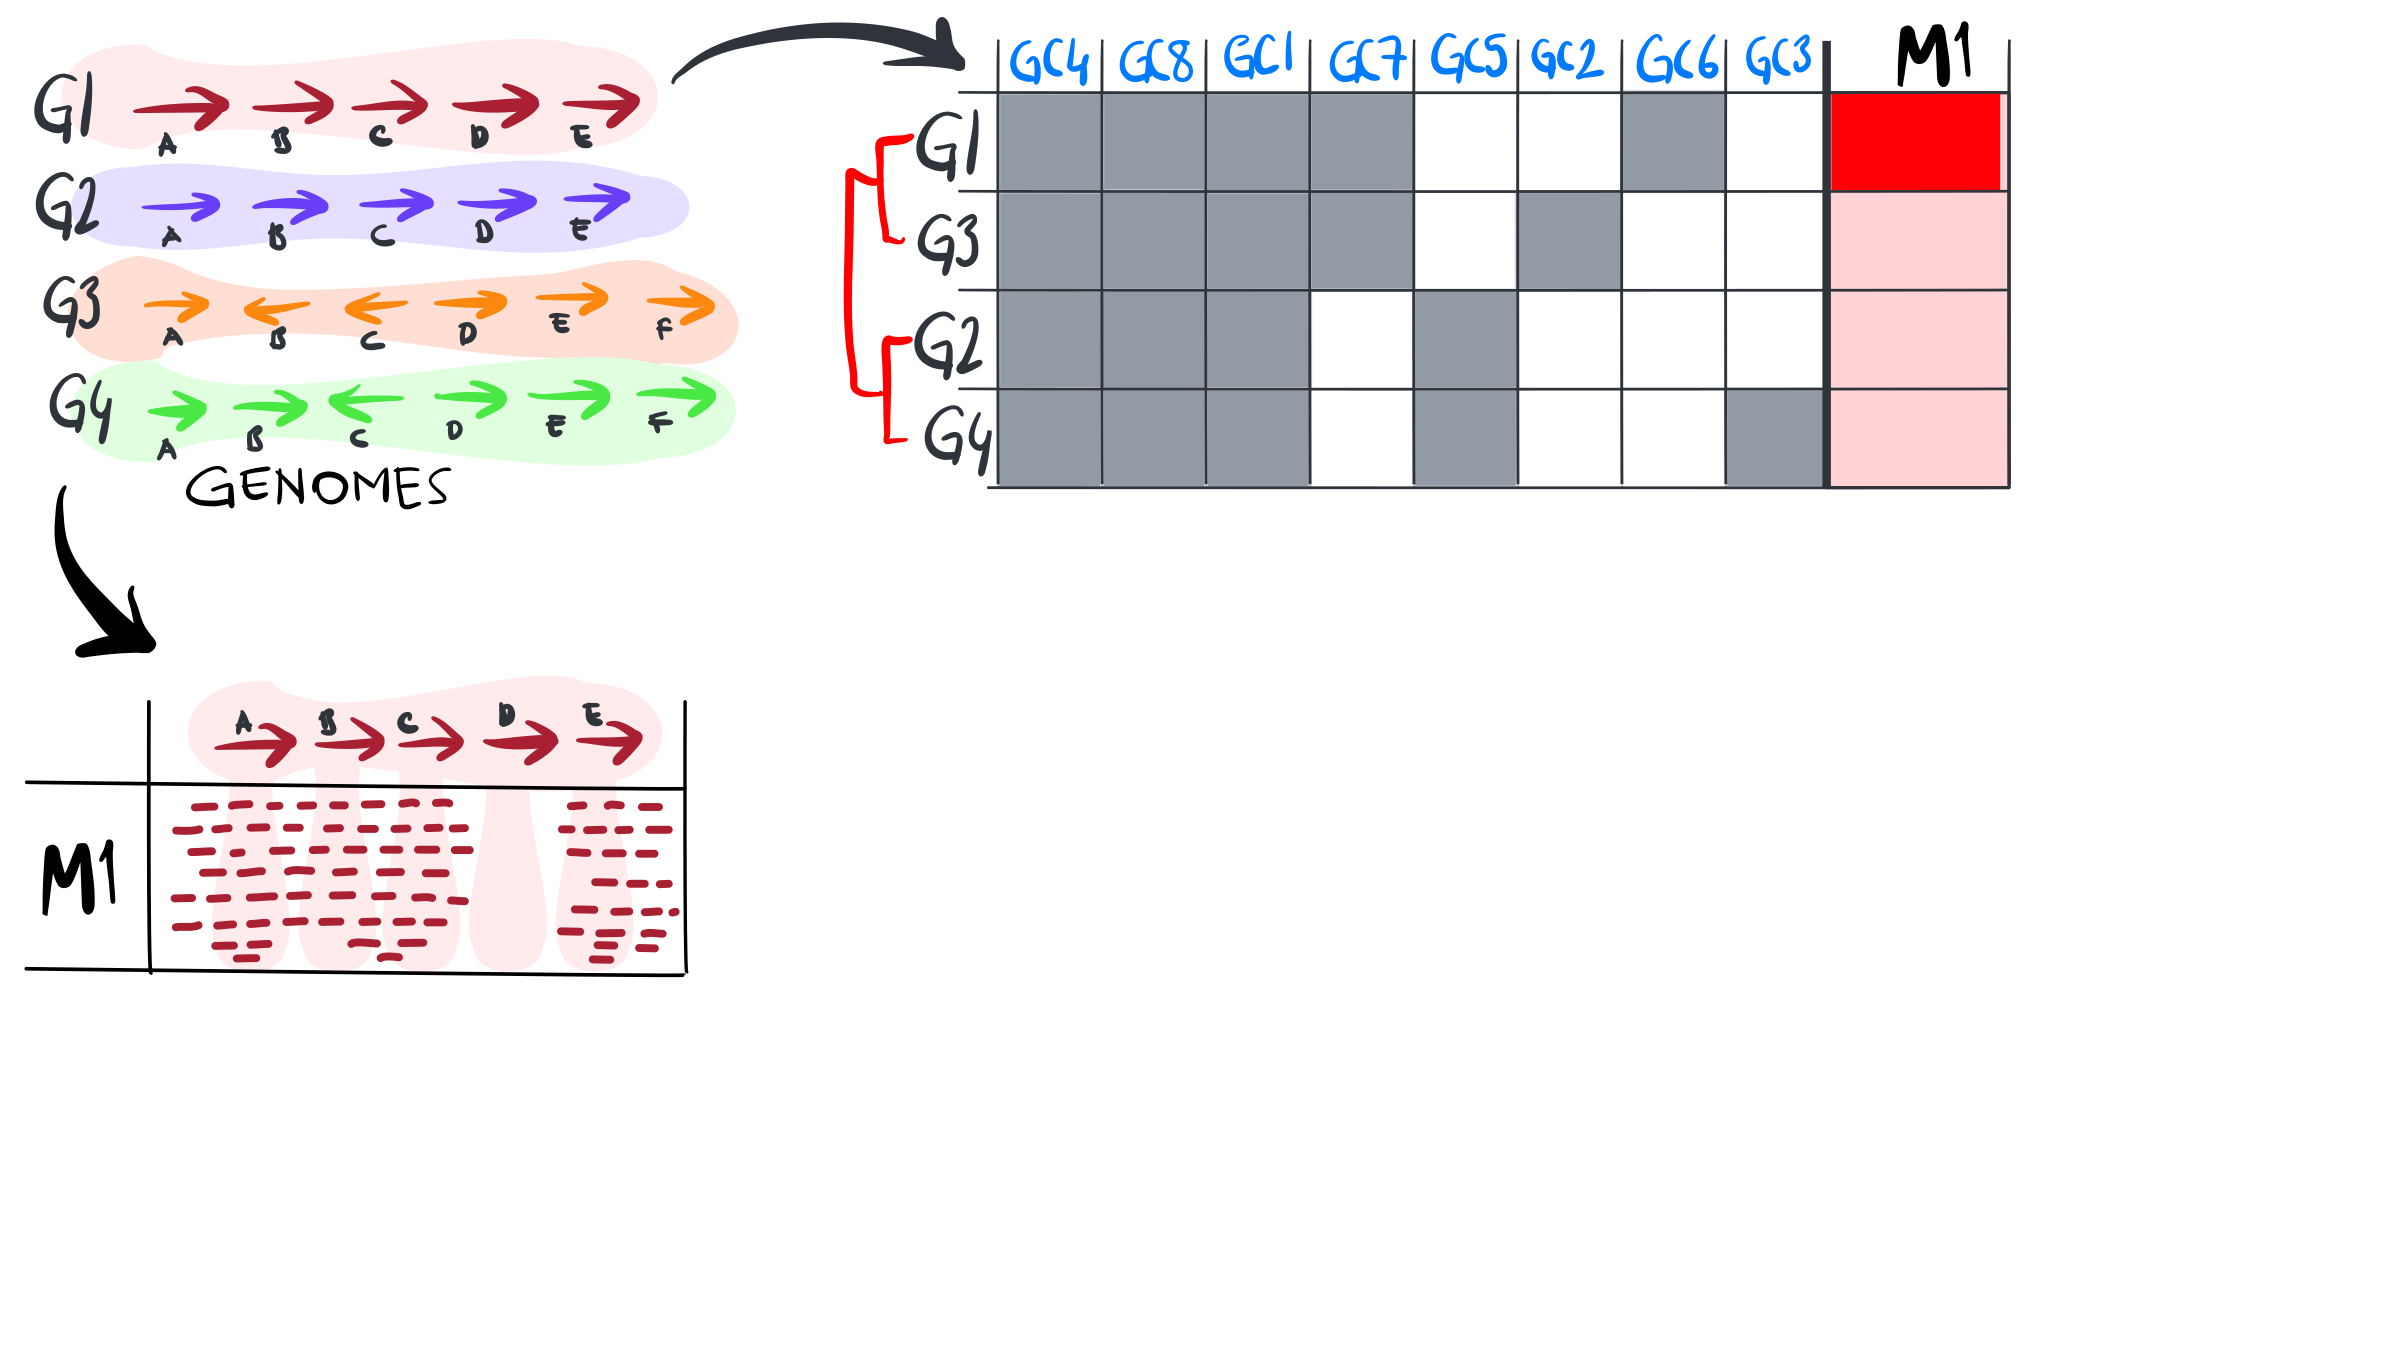 G1 A B C D E
G2 A B C D E
G3 A B C D E F
G4 A B C D E F
GENOMES
GC4 GC8 GC1 GC7 GC5 GC2 GC6 GC3 M1
G1
G3
G2
G4
A B C D E
M1